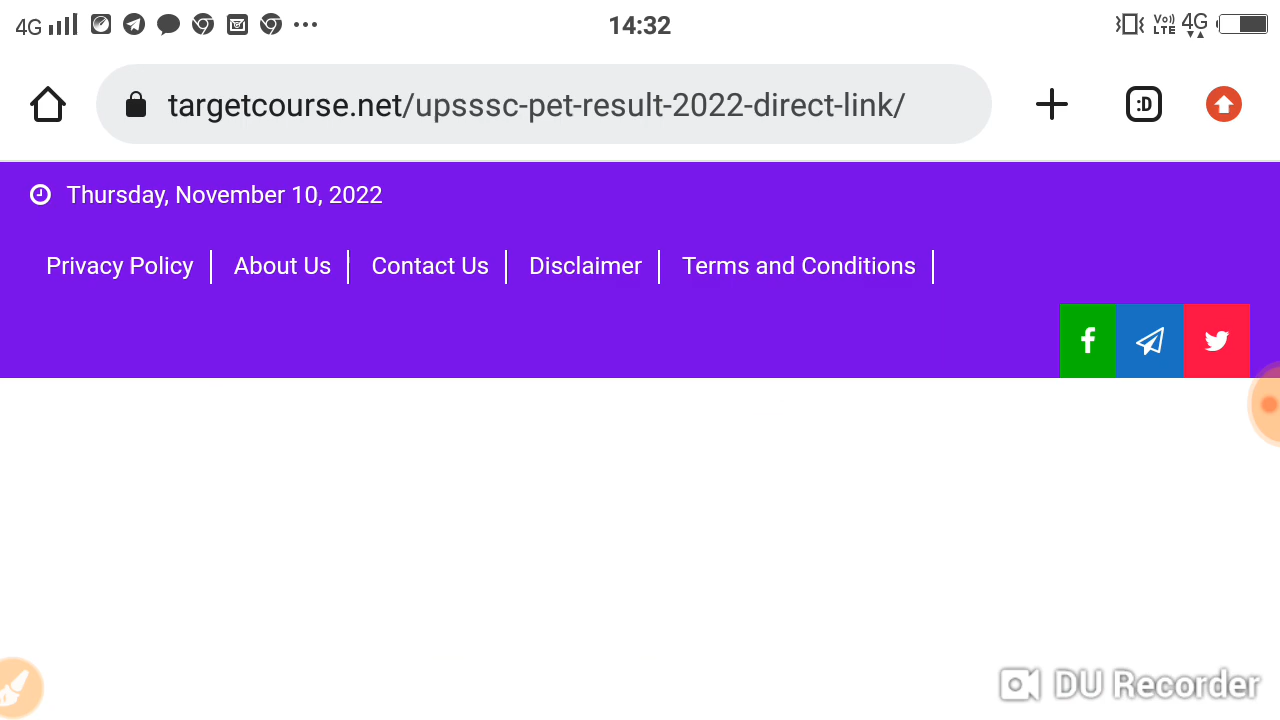 4G 14:32 Vo)) LTE 4G
targetcourse.net/upsssc-pet-result-2022-direct-link/ :D
Thursday, November 10, 2022
Privacy Policy About Us Contact Us Disclaimer Terms and Conditions
DU Recorder